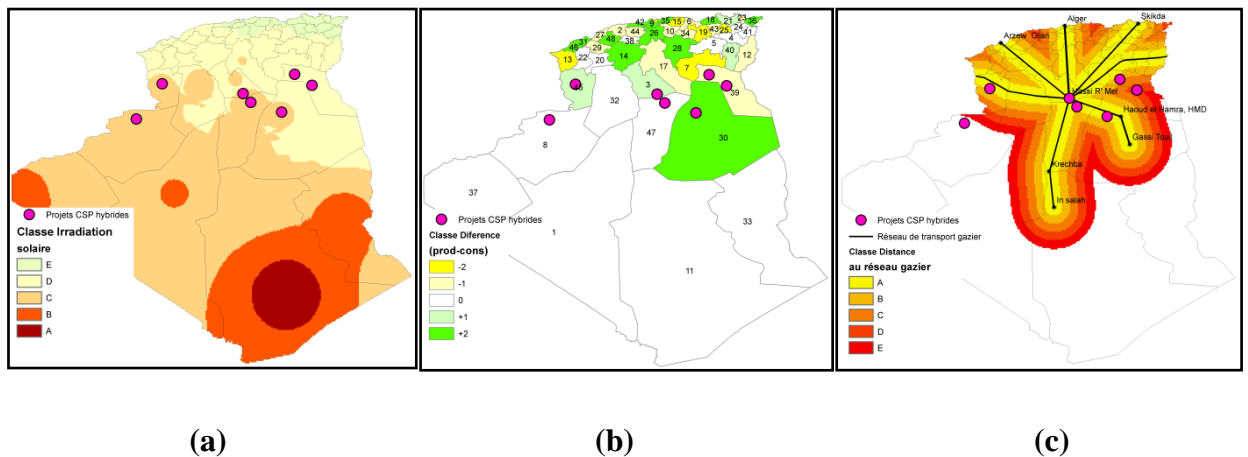 Projets CSP hybrides
Classe Irradiation
solaire
E
D
C
B
A
42 9 35 15 6 18 21 23 36
27 2 44 26 10 34 19 43 25 24 41
46 31 48 38 28 5 4
13 22 29 20 14 17 7 40 12
45 3 39
32
8 47 30
37
1 33
11
Projets CSP hybrides
Classe Diference
(prod-cons)
-2
-1
0
+1
+2
Alger
Skikda
Arzew Oran
Hassi R' Mel
Haoud el Hamra, HMD
Gassi Toul
Krechba
In salah
Projets CSP hybrides
Réseau de transport gazier
Classe Distance
au réseau gazier
A
B
C
D
E
(a) (b) (c)